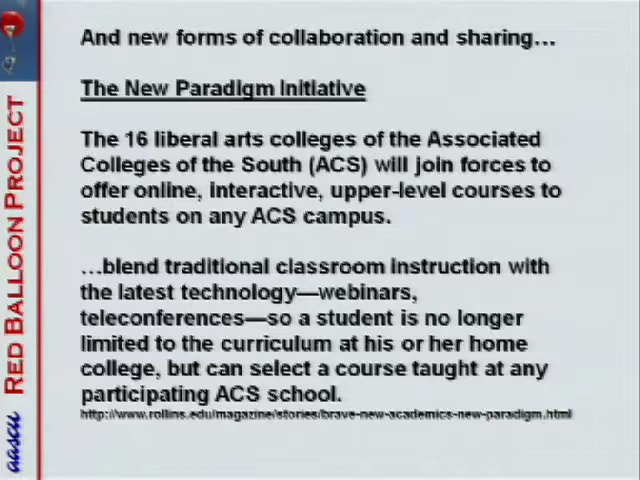 And new forms of collaboration and sharing…
The New Paradigm Initiative
The 16 liberal arts colleges of the Associated
Colleges of the South (ACS) will join forces to
offer online, interactive, upper-level courses to
students on any ACS campus.
…blend traditional classroom instruction with
the latest technology—webinars,
teleconferences—so a student is no longer
limited to the curriculum at his or her home
college, but can select a course taught at any
participating ACS school.
http://www.rollins.edu/magazine/stories/brave-new-academics-new-paradigm.html
aascu RED BALLOON PROJECT